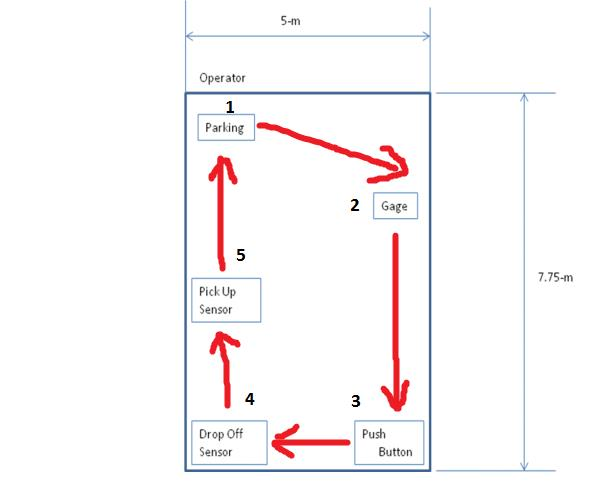 5-m
Operator
1
Parking
2
Gage
5
7.75-m
Pick Up
Sensor
4
3
Drop Off
Sensor
Push
Button